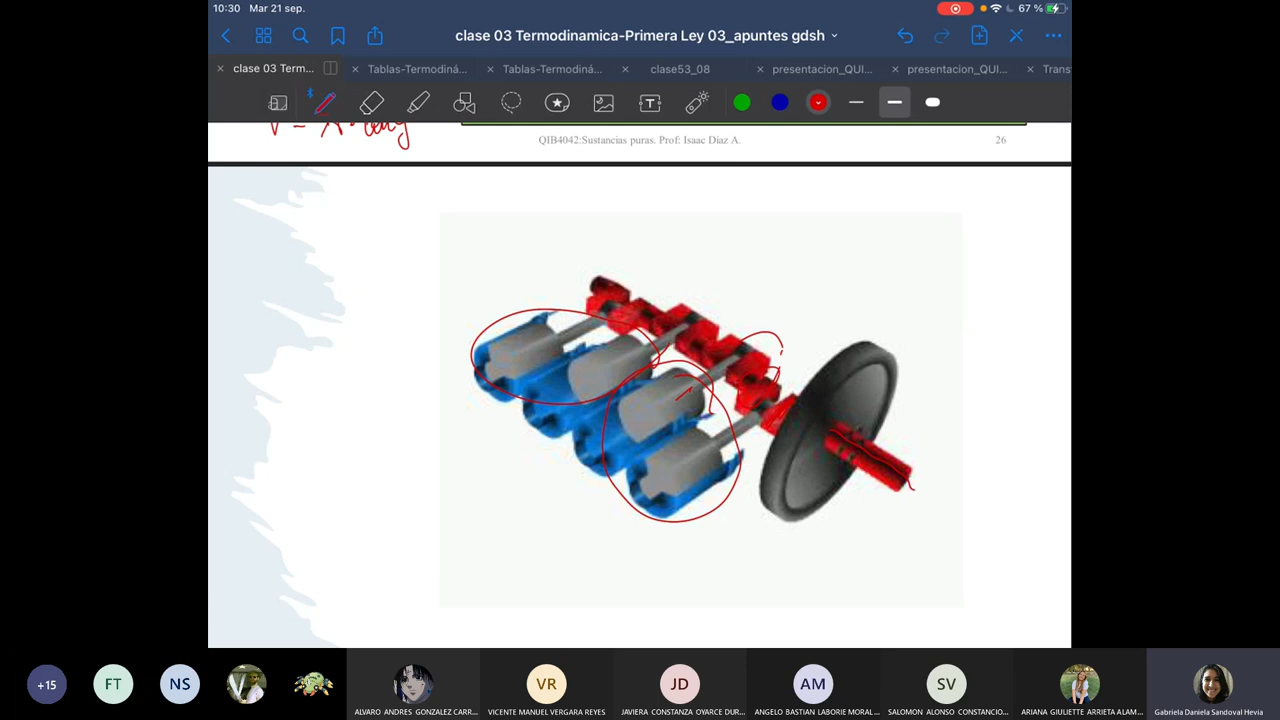 10:30 Mar 21 sep.
67 %
clase 03 Termodinamica-Primera Ley 03_apuntes gdsh
clase 03 Term...
Tablas-Termodiná...
Tablas-Termodiná...
clase53_08
presentacion_QUI...
presentacion_QUI...
Transf
T
QIB4042:Sustancias puras. Prof: Isaac Diaz A.
26
+15
FT
NS
VR
JD
AM
SV
ALVARO ANDRES GONZALEZ CARR...
VICENTE MANUEL VERGARA REYES
JAVIERA CONSTANZA OYARCE DUR...
ANGELO BASTIAN LABORIE MORAL...
SALOMON ALONSO CONSTANCIO...
ARIANA GIULIETTE ARRIETA ALAM...
Gabriela Daniela Sandoval Hevia